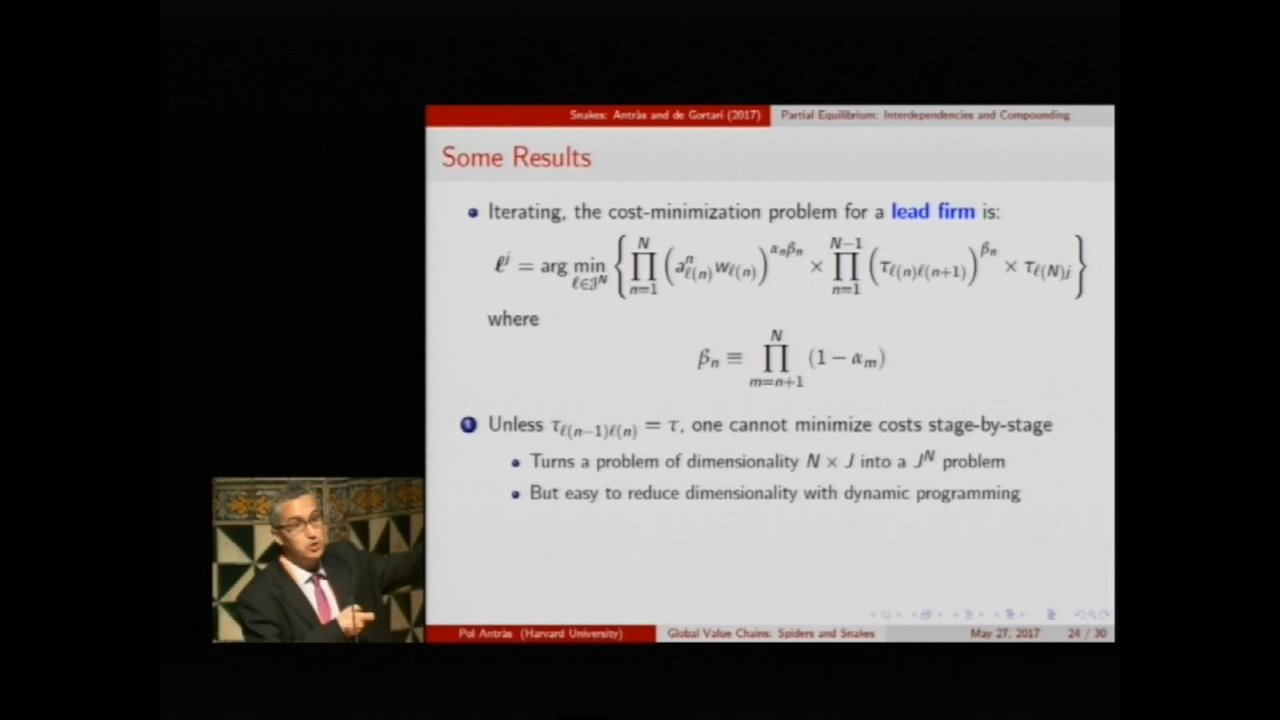 Snakes: Antràs and de Gortari (2017) Partial Equilibrium: Interdependencies and Compounding
Some Results
Iterating, the cost-minimization problem for a lead firm is:
ℓ^j = arg min_{ℓ∈𝒥^N} { ∏_{n=1}^{N} (a^n_{ℓ(n)} w_{ℓ(n)})^{α_n β_n} × ∏_{n=1}^{N−1} (τ_{ℓ(n)ℓ(n+1)})^{β_n} × τ_{ℓ(N)j} }
where
β_n ≡ ∏_{m=n+1}^{N} (1 − α_m)
1 Unless τ_{ℓ(n−1)ℓ(n)} = τ, one cannot minimize costs stage-by-stage
Turns a problem of dimensionality N × J into a J^N problem
But easy to reduce dimensionality with dynamic programming
Pol Antràs (Harvard University) Global Value Chains: Spiders and Snakes May 27, 2017 24 / 30